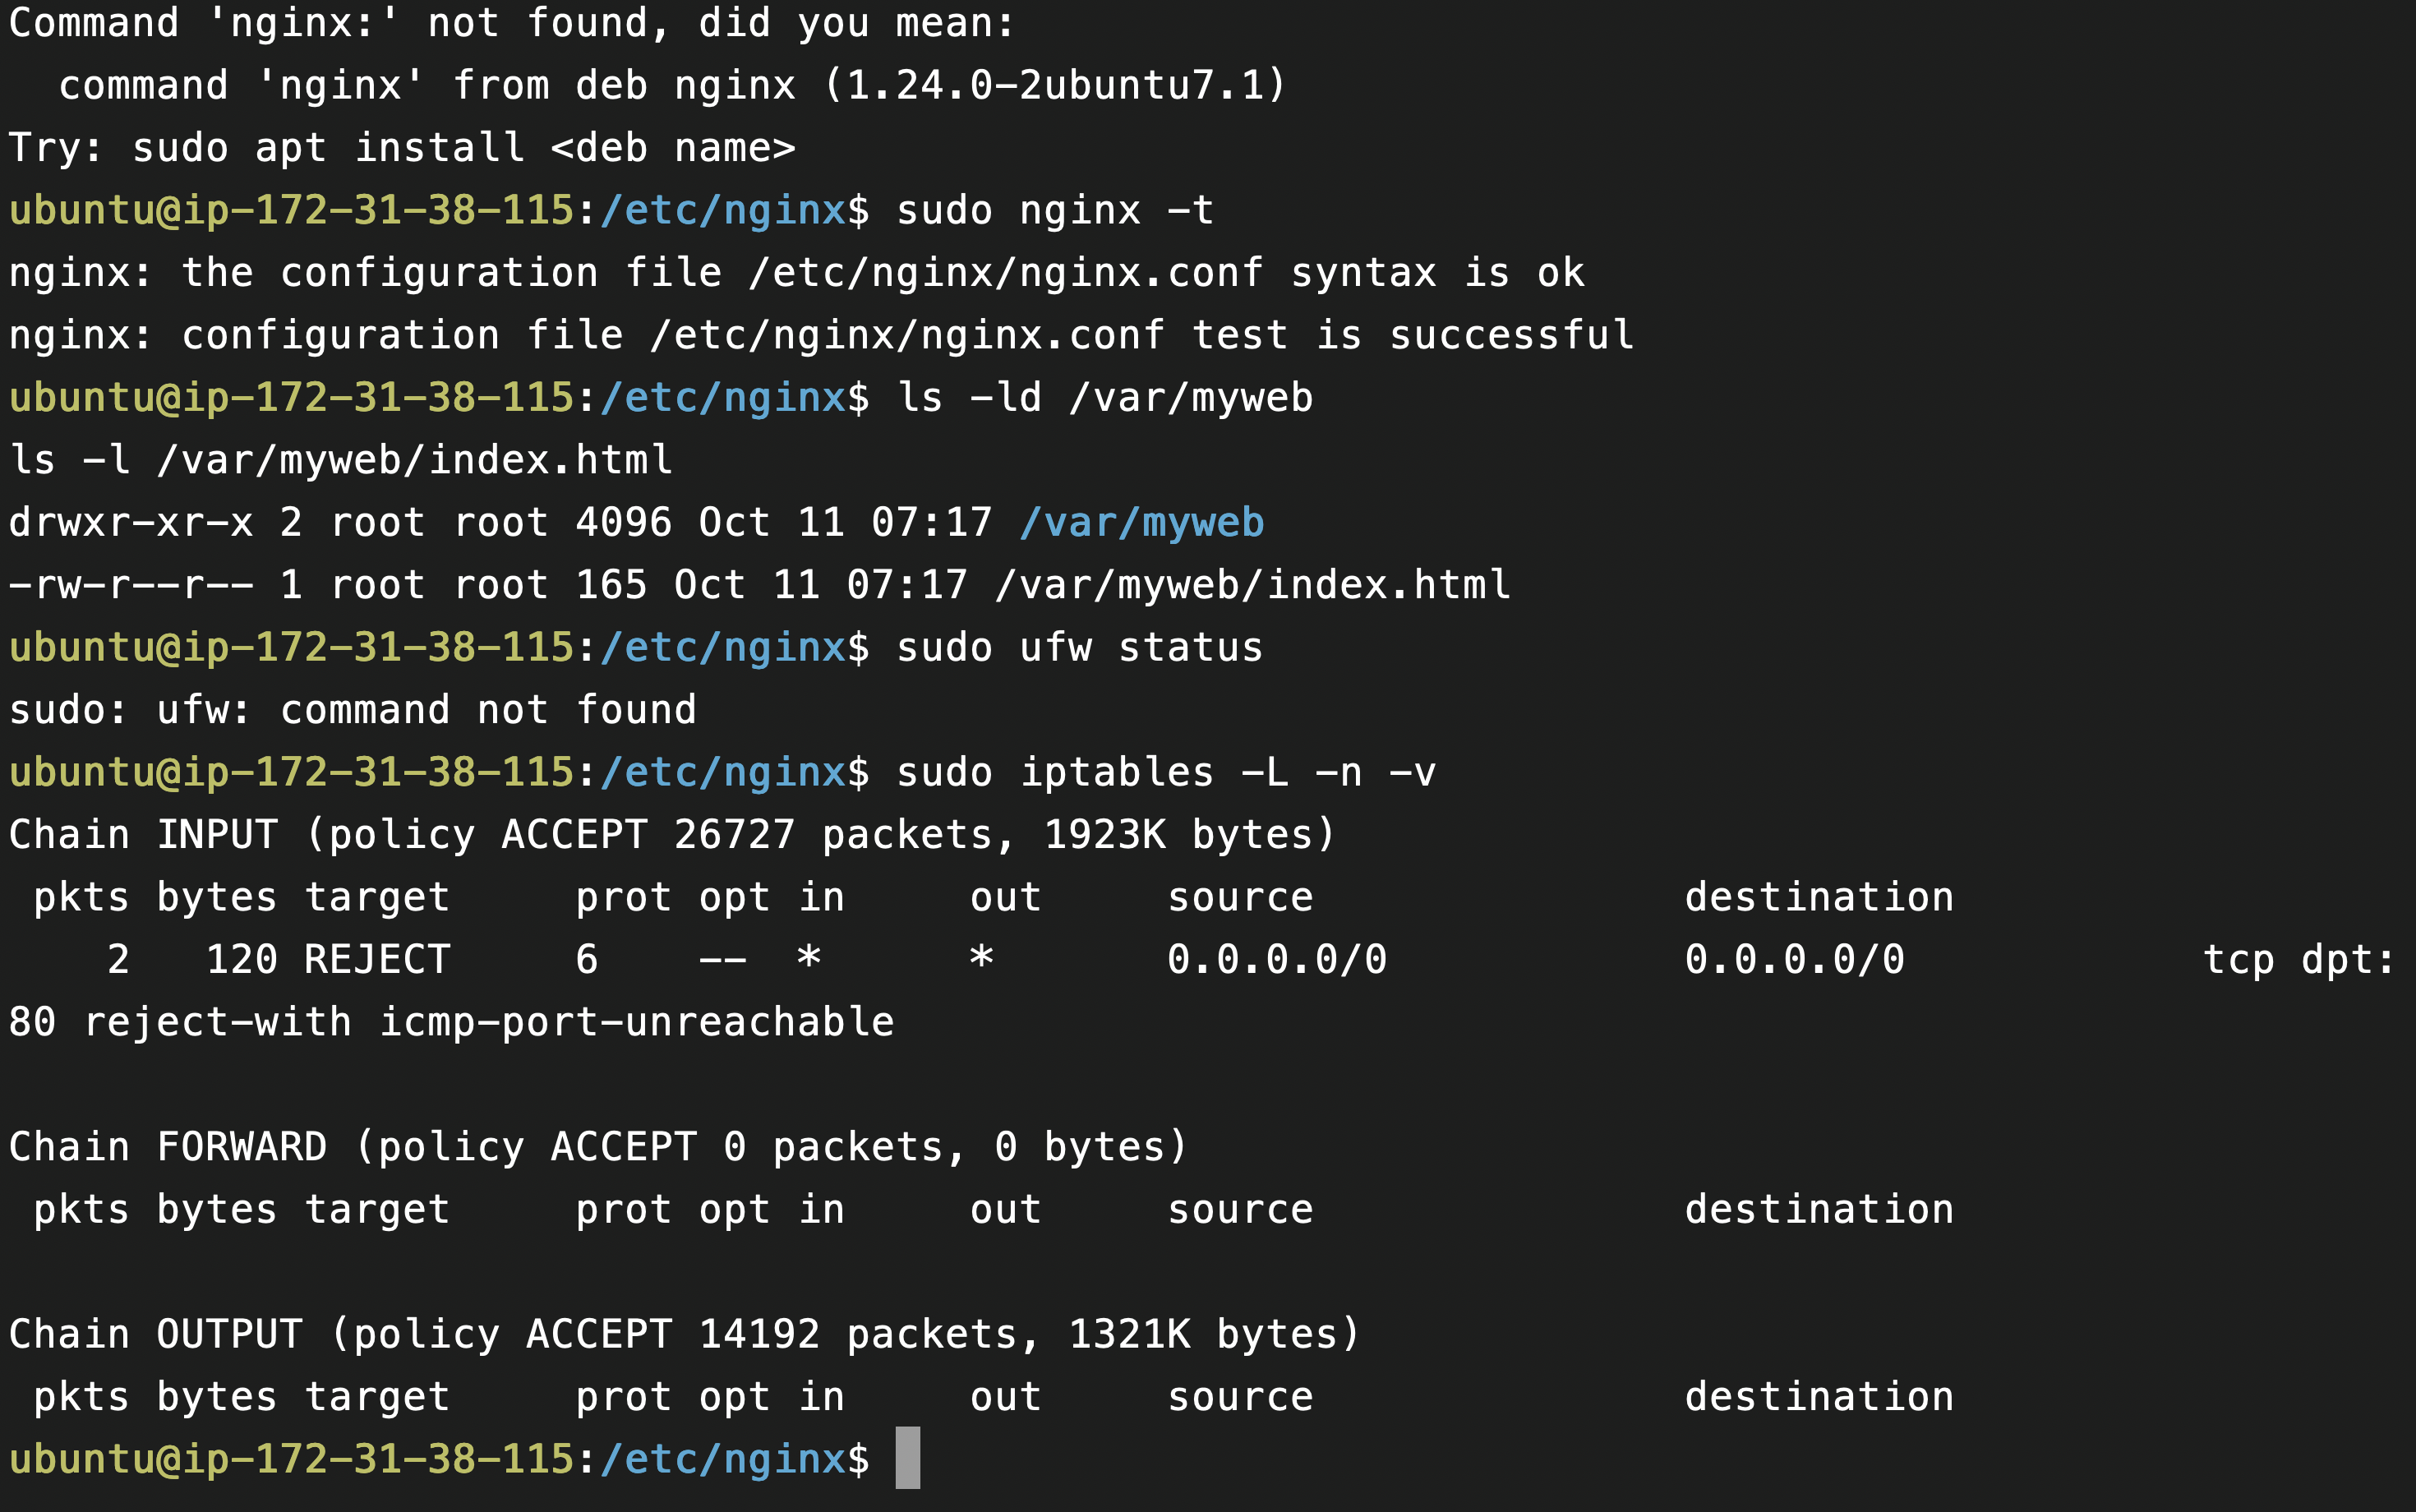 Command 'nginx:' not found, did you mean:
  command 'nginx' from deb nginx (1.24.0-2ubuntu7.1)
Try: sudo apt install <deb name>
ubuntu@ip-172-31-38-115:/etc/nginx$ sudo nginx -t
nginx: the configuration file /etc/nginx/nginx.conf syntax is ok
nginx: configuration file /etc/nginx/nginx.conf test is successful
ubuntu@ip-172-31-38-115:/etc/nginx$ ls -ld /var/myweb
ls -l /var/myweb/index.html
drwxr-xr-x 2 root root 4096 Oct 11 07:17 /var/myweb
-rw-r--r-- 1 root root 165 Oct 11 07:17 /var/myweb/index.html
ubuntu@ip-172-31-38-115:/etc/nginx$ sudo ufw status
sudo: ufw: command not found
ubuntu@ip-172-31-38-115:/etc/nginx$ sudo iptables -L -n -v
Chain INPUT (policy ACCEPT 26727 packets, 1923K bytes)
 pkts bytes target     prot opt in     out     source               destination
    2   120 REJECT     6    --  *      *       0.0.0.0/0            0.0.0.0/0            tcp dpt:
80 reject-with icmp-port-unreachable

Chain FORWARD (policy ACCEPT 0 packets, 0 bytes)
 pkts bytes target     prot opt in     out     source               destination

Chain OUTPUT (policy ACCEPT 14192 packets, 1321K bytes)
 pkts bytes target     prot opt in     out     source               destination
ubuntu@ip-172-31-38-115:/etc/nginx$